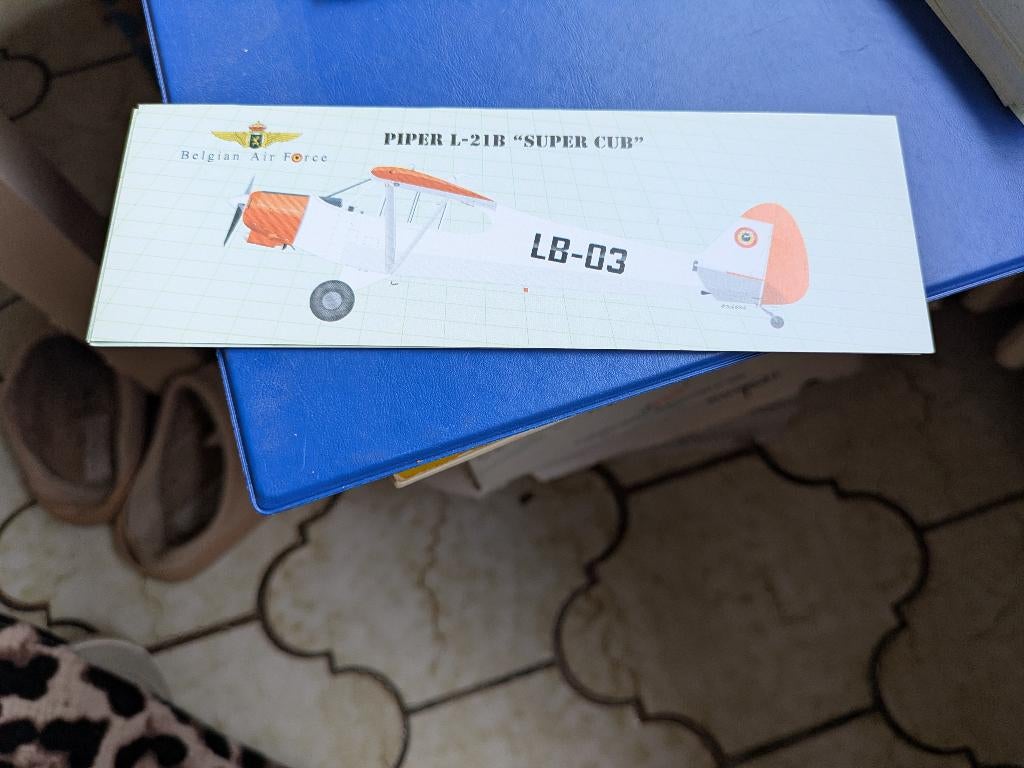 PIPER L-21B “SUPER CUB”
Belgian Air Force
LB-03